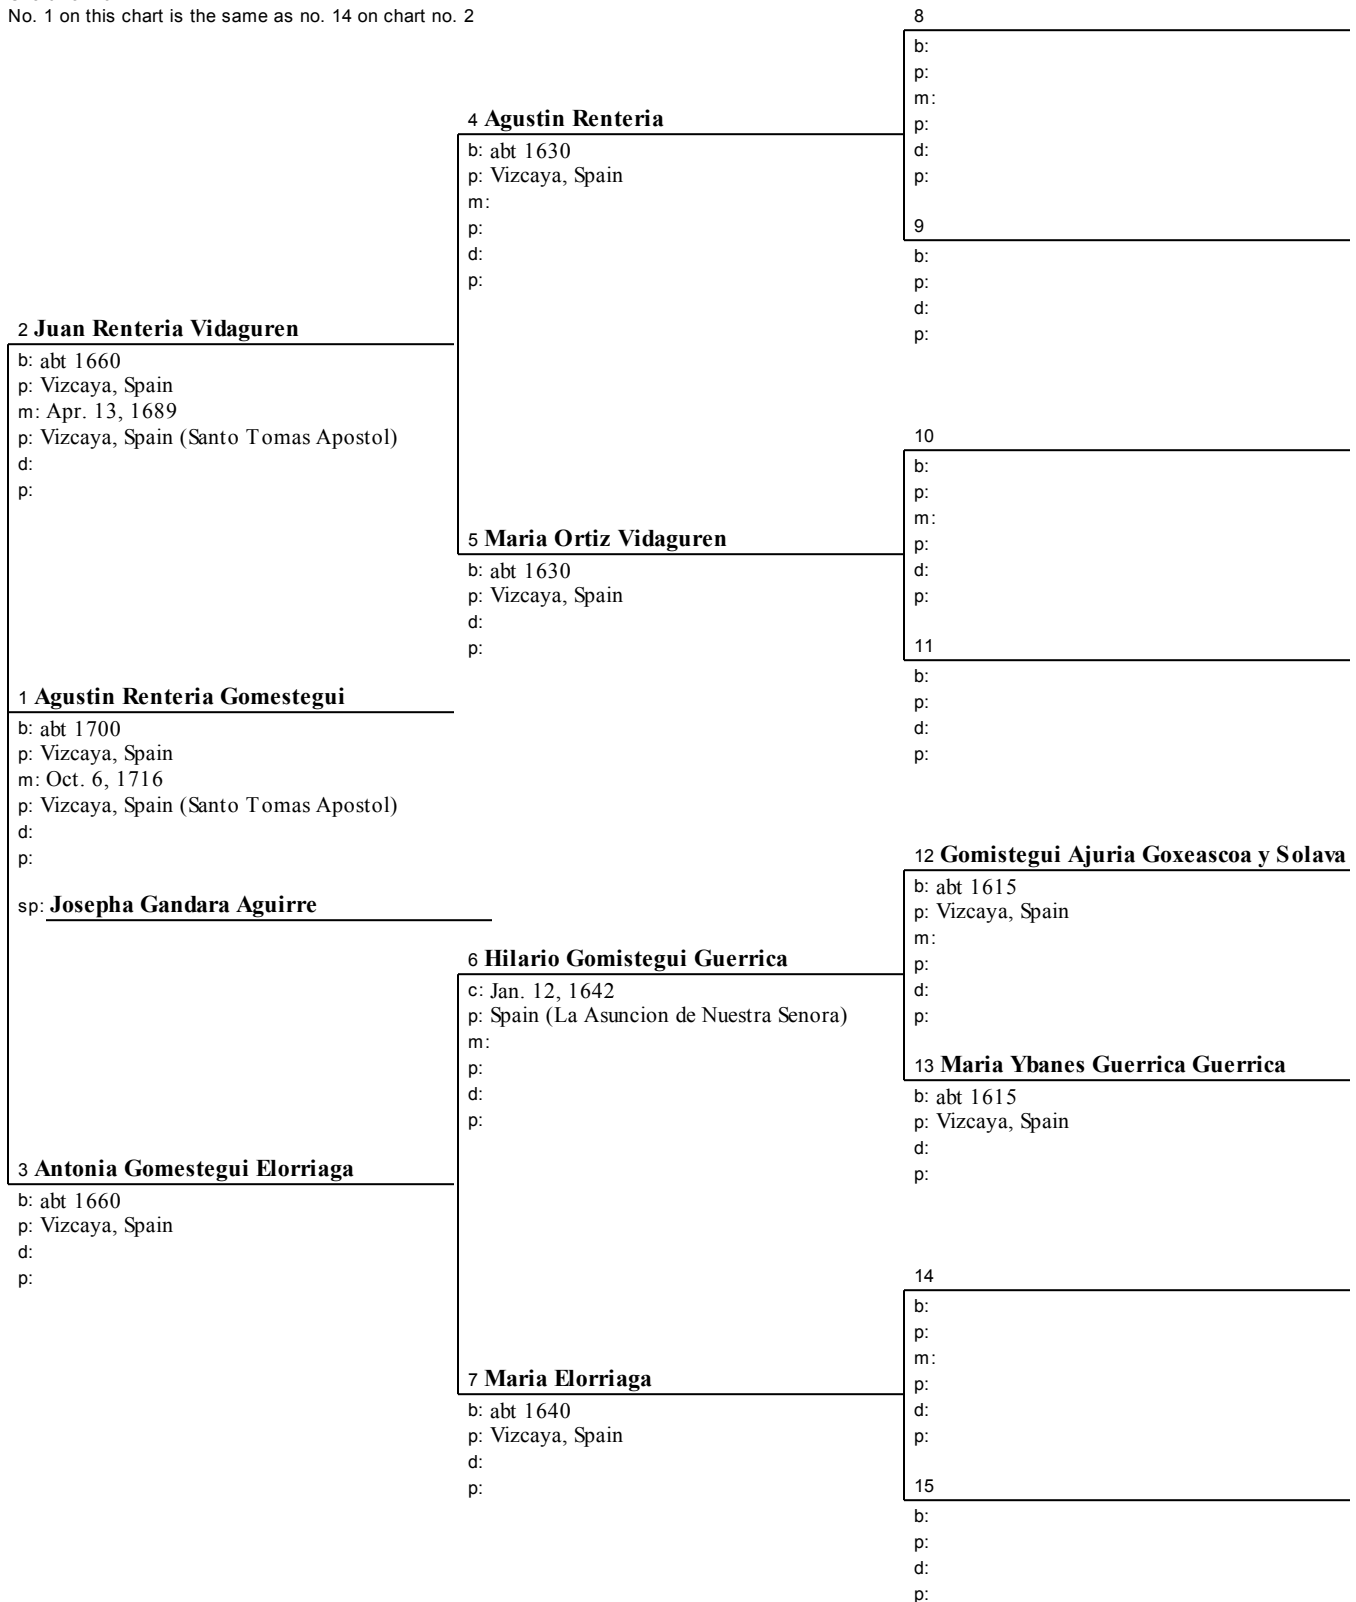 No. 1 on this chart is the same as no. 14 on chart no. 2
8
b:
p:
m:
p:
d:
p:
4 Agustin Renteria
b: abt 1630
p: Vizcaya, Spain
m:
p:
d:
p:
9
b:
p:
d:
p:
2 Juan Renteria Vidaguren
b: abt 1660
p: Vizcaya, Spain
m: Apr. 13, 1689
p: Vizcaya, Spain (Santo Tomas Apostol)
d:
p:
10
b:
p:
m:
p:
d:
p:
5 Maria Ortiz Vidaguren
b: abt 1630
p: Vizcaya, Spain
d:
p:
11
b:
p:
d:
p:
1 Agustin Renteria Gomestegui
b: abt 1700
p: Vizcaya, Spain
m: Oct. 6, 1716
p: Vizcaya, Spain (Santo Tomas Apostol)
d:
p:
sp: Josepha Gandara Aguirre
12 Gomistegui Ajuria Goxeascoa y Solava
b: abt 1615
p: Vizcaya, Spain
m:
p:
d:
p:
6 Hilario Gomistegui Guerrica
c: Jan. 12, 1642
p: Spain (La Asuncion de Nuestra Senora)
m:
p:
d:
p:
13 Maria Ybanes Guerrica Guerrica
b: abt 1615
p: Vizcaya, Spain
d:
p:
3 Antonia Gomestegui Elorriaga
b: abt 1660
p: Vizcaya, Spain
d:
p:
14
b:
p:
m:
p:
d:
p:
7 Maria Elorriaga
b: abt 1640
p: Vizcaya, Spain
d:
p:
15
b:
p:
d:
p: